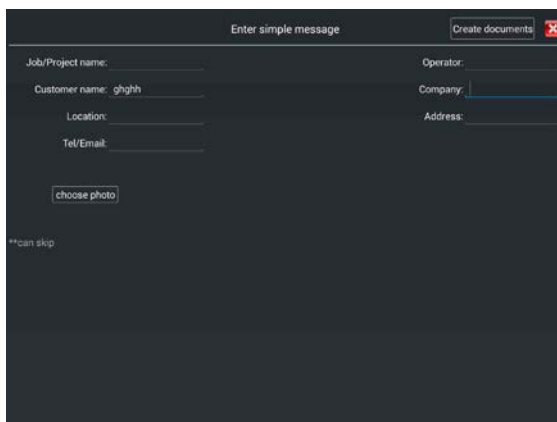 Enter simple message
Create documents
Job/Project name:
Operator:
Customer name: ghghh
Company:
Location:
Address:
Tel/Email:
choose photo
**can skip